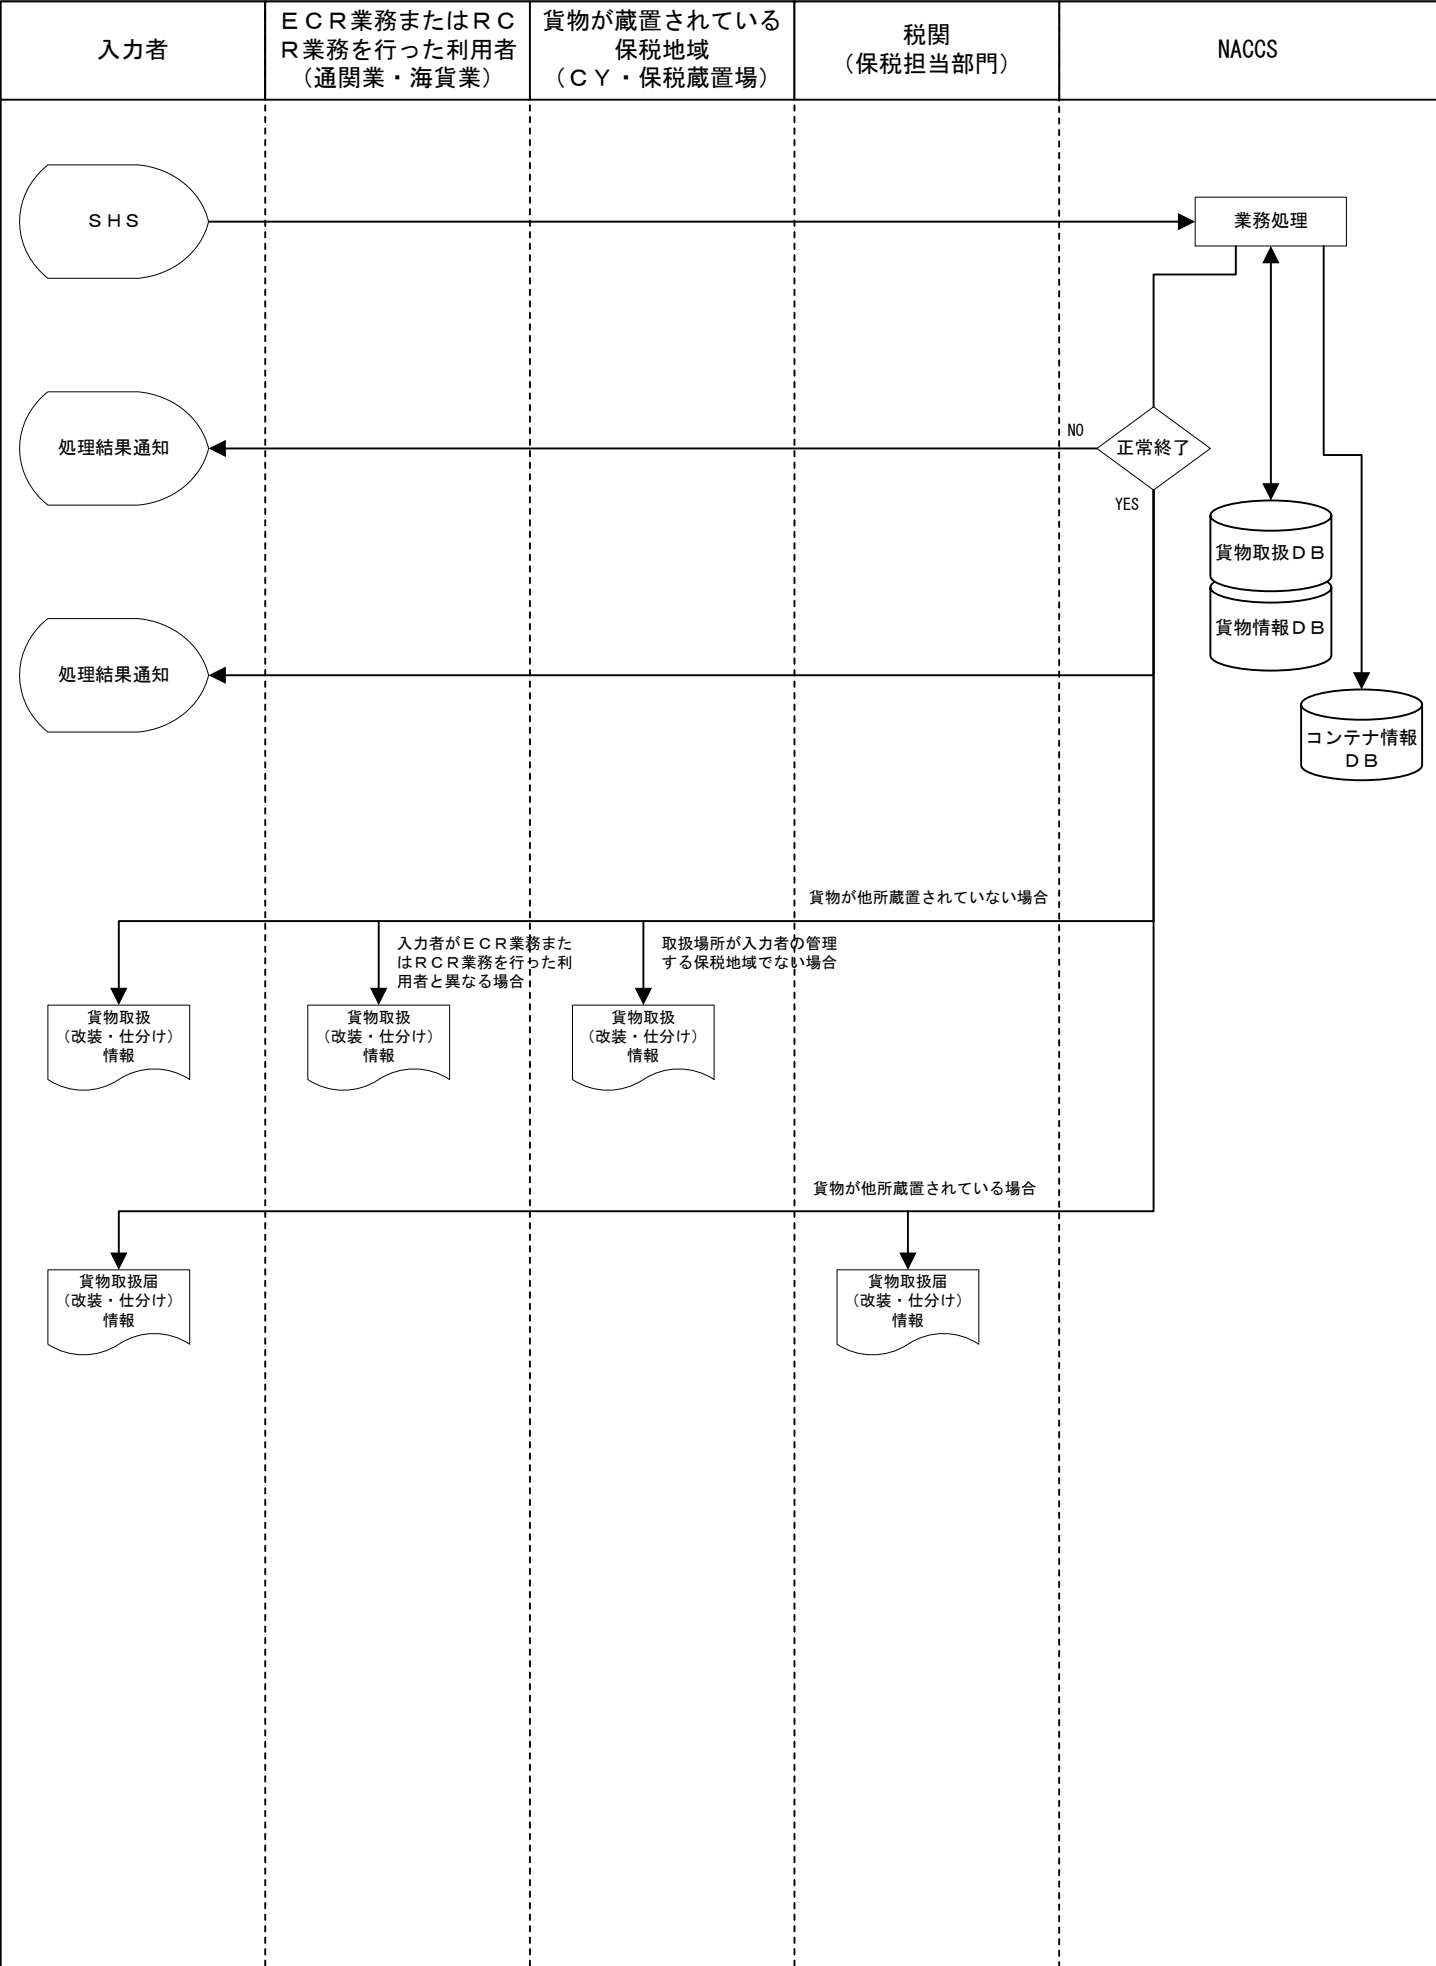 入力者
ＥＣＲ業務またはＲＣ
Ｒ業務を行った利用者
（通関業・海貨業）
貨物が蔵置されている
保税地域
（ＣＹ・保税蔵置場）
税関
（保税担当部門）
NACCS
ＳＨＳ
業務処理
処理結果通知
NO
正常終了
YES
貨物取扱ＤＢ
貨物情報ＤＢ
処理結果通知
コンテナ情報
ＤＢ
貨物が他所蔵置されていない場合
入力者がＥＣＲ業務また
はＲＣＲ業務を行った利
用者と異なる場合
取扱場所が入力者の管理
する保税地域でない場合
貨物取扱
（改装・仕分け）
情報
貨物取扱
（改装・仕分け）
情報
貨物取扱
（改装・仕分け）
情報
貨物が他所蔵置されている場合
貨物取扱届
（改装・仕分け）
情報
貨物取扱届
（改装・仕分け）
情報